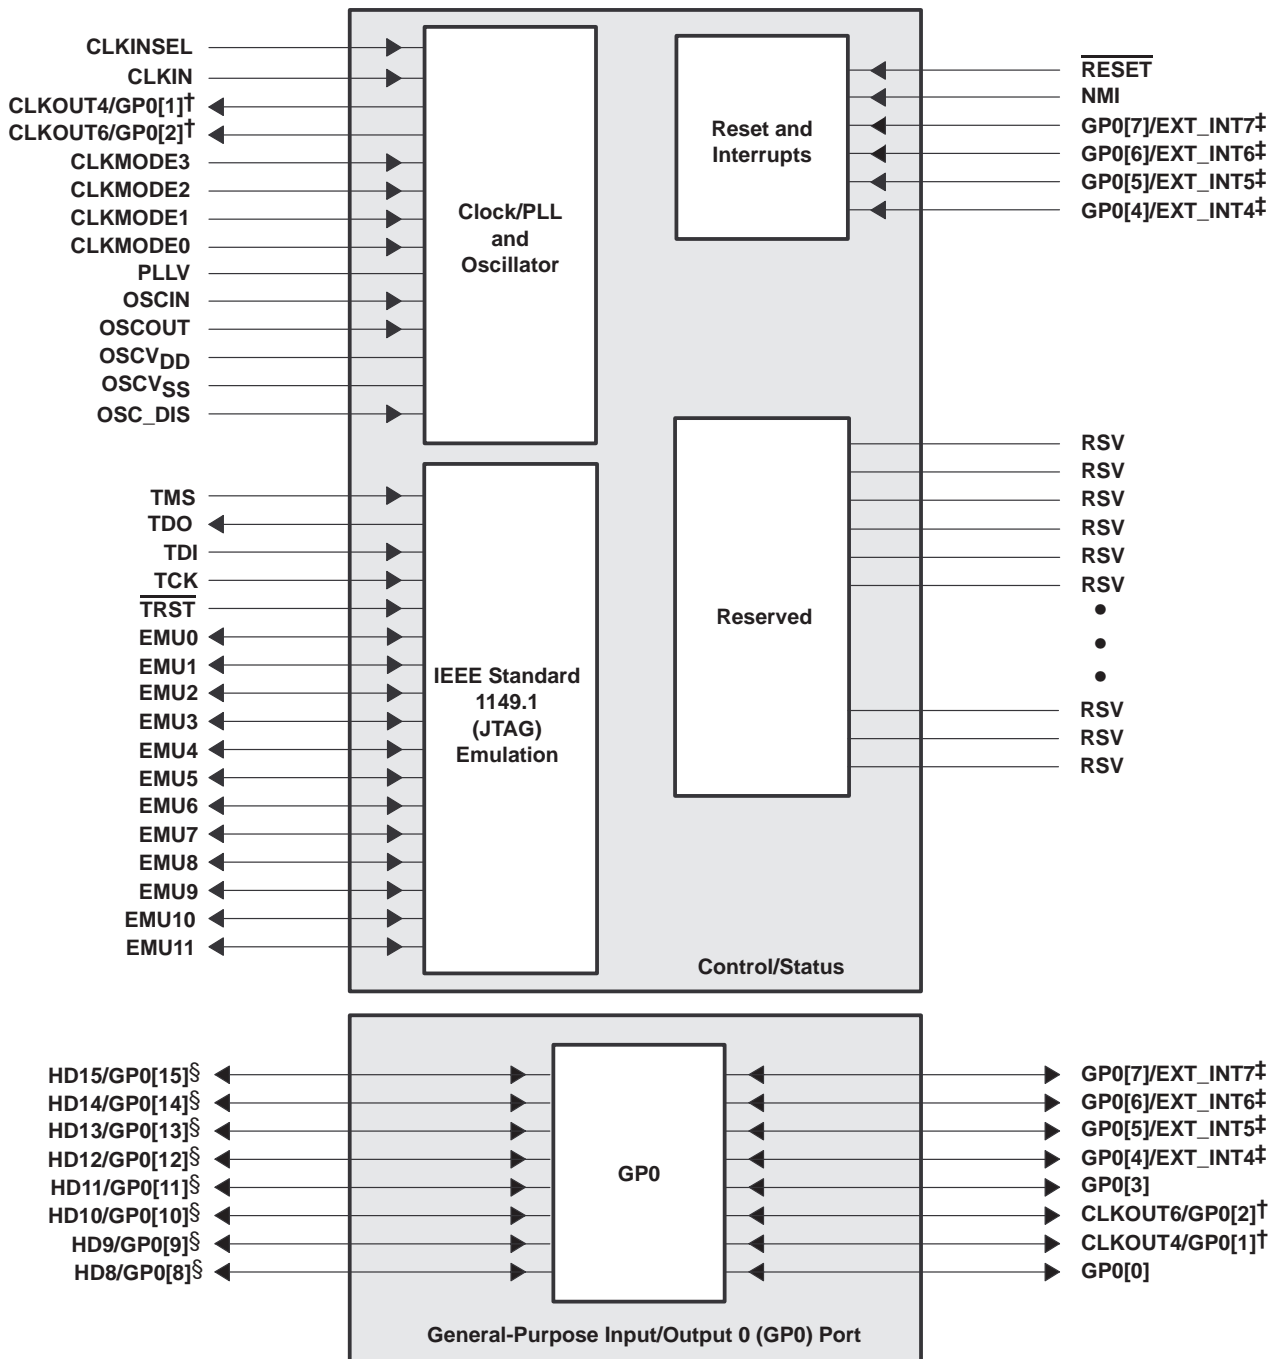 CLKINSEL
CLKIN
CLKOUT4/GP0[1]†
CLKOUT6/GP0[2]†
CLKMODE3
CLKMODE2
CLKMODE1
CLKMODE0
PLLV
OSCIN
OSCOUT
OSCVDD
OSCVSS
OSC_DIS
Clock/PLL
and
Oscillator
Reset and
Interrupts
RESET
NMI
GP0[7]/EXT_INT7‡
GP0[6]/EXT_INT6‡
GP0[5]/EXT_INT5‡
GP0[4]/EXT_INT4‡
TMS
TDO
TDI
TCK
TRST
EMU0
EMU1
EMU2
EMU3
EMU4
EMU5
EMU6
EMU7
EMU8
EMU9
EMU10
EMU11
IEEE Standard
1149.1
(JTAG)
Emulation
Reserved
RSV
RSV
RSV
RSV
RSV
RSV
RSV
RSV
RSV
Control/Status
HD15/GP0[15]§
HD14/GP0[14]§
HD13/GP0[13]§
HD12/GP0[12]§
HD11/GP0[11]§
HD10/GP0[10]§
HD9/GP0[9]§
HD8/GP0[8]§
GP0
GP0[7]/EXT_INT7‡
GP0[6]/EXT_INT6‡
GP0[5]/EXT_INT5‡
GP0[4]/EXT_INT4‡
GP0[3]
CLKOUT6/GP0[2]†
CLKOUT4/GP0[1]†
GP0[0]
General-Purpose Input/Output 0 (GP0) Port